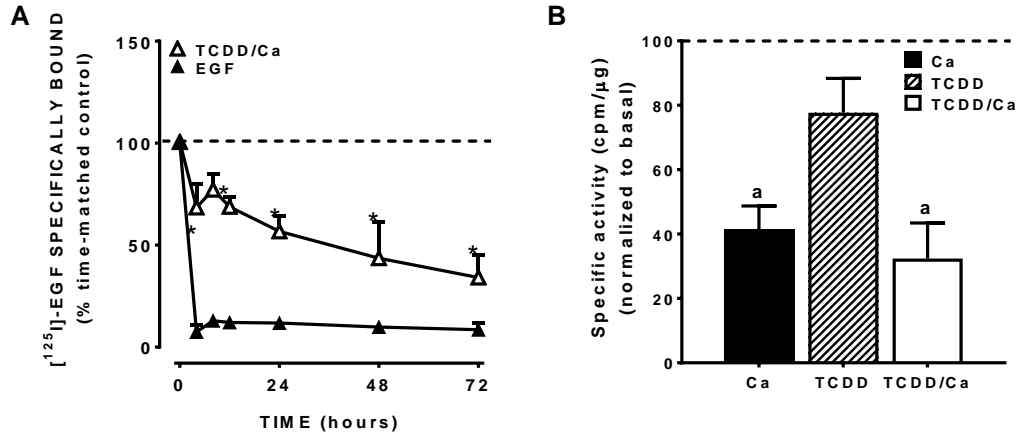 A
[¹²⁵I]-EGF SPECIFICALLY BOUND
(% time-matched control)
150
100
50
0
TCDD/Ca
EGF
*
*
*
*
*
0
24
48
72
TIME (hours)
B
Specific activity (cpm/µg)
(normalized to basal)
100
80
60
40
20
0
Ca
TCDD
TCDD/Ca
a
a
Ca
TCDD
TCDD/Ca